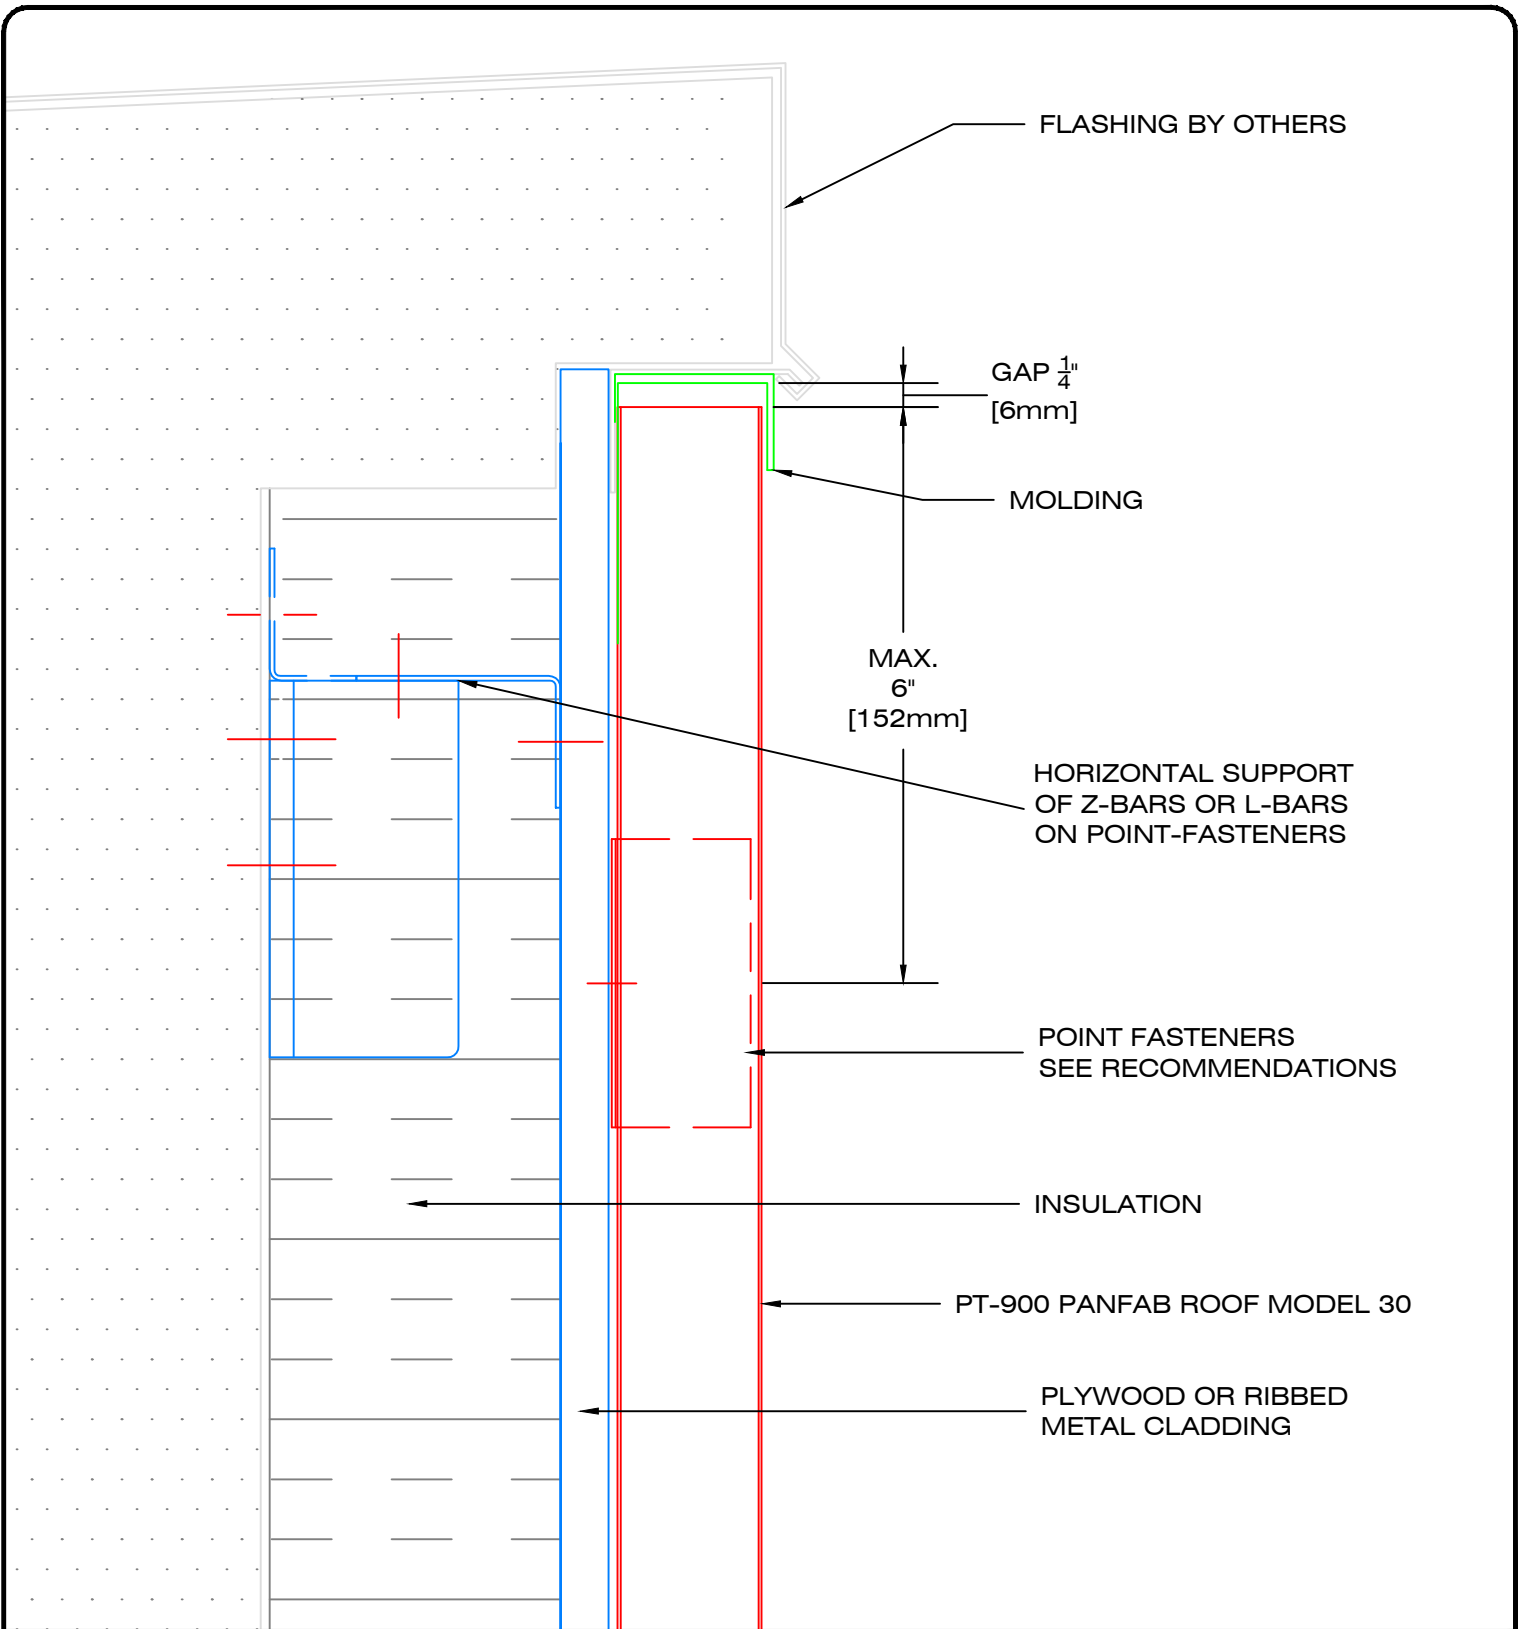 FLASHING BY OTHERS
GAP 1/4"
[6mm]
MOLDING
MAX.
6"
[152mm]
HORIZONTAL SUPPORT
OF Z-BARS OR L-BARS
ON POINT-FASTENERS
POINT FASTENERS
SEE RECOMMENDATIONS
INSULATION
PT-900 PANFAB ROOF MODEL 30
PLYWOOD OR RIBBED
METAL CLADDING